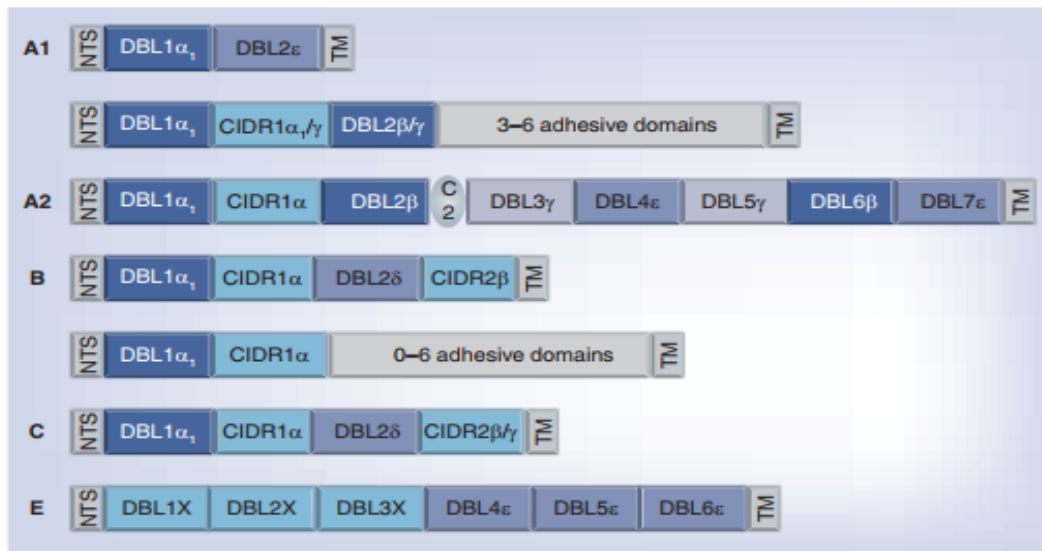 A1 NTS DBL1α₁ DBL2ε TM
NTS DBL1α₁ CIDR1α₁/γ DBL2β/γ 3–6 adhesive domains TM
A2 NTS DBL1α₁ CIDR1α DBL2β C2 DBL3γ DBL4ε DBL5γ DBL6β DBL7ε TM
B NTS DBL1α₁ CIDR1α DBL2δ CIDR2β TM
NTS DBL1α₁ CIDR1α 0–6 adhesive domains TM
C NTS DBL1α₁ CIDR1α DBL2δ CIDR2β/γ TM
E NTS DBL1X DBL2X DBL3X DBL4ε DBL5ε DBL6ε TM